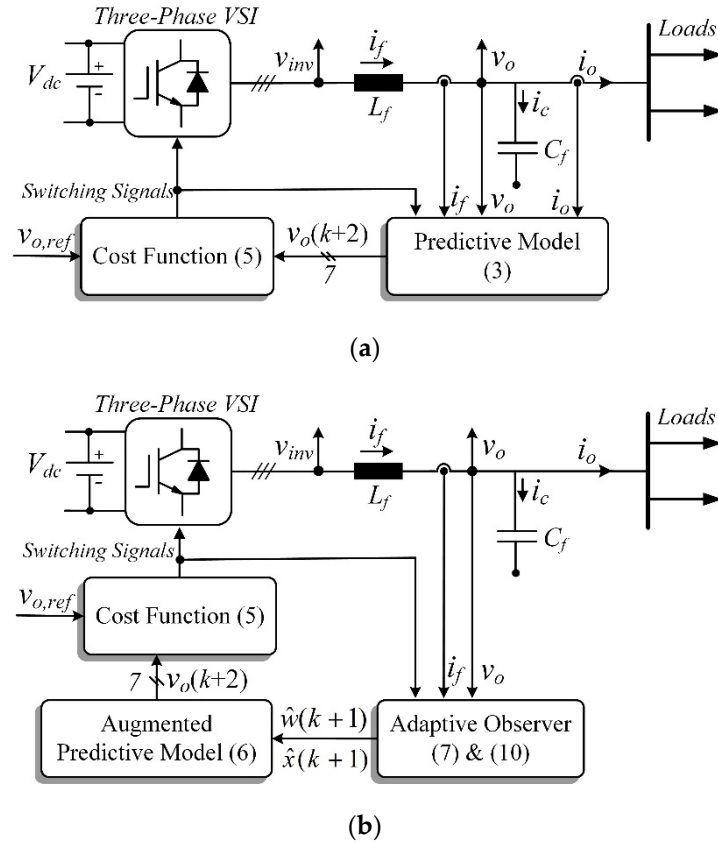 Three-Phase VSI
V_dc
+
-
v_inv
i_f
L_f
v_o
i_o
i_c
C_f
Loads
Switching Signals
i_f
v_o
i_o
v_{o,ref}
Cost Function (5)
v_o(k+2)
7
Predictive Model
(3)
(a)
Three-Phase VSI
V_dc
+
-
v_inv
i_f
L_f
v_o
i_o
i_c
C_f
Loads
Switching Signals
v_{o,ref}
Cost Function (5)
i_f
v_o
7
v_o(k+2)
Augmented
Predictive Model (6)
ŵ(k+1)
x̂(k+1)
Adaptive Observer
(7) & (10)
(b)